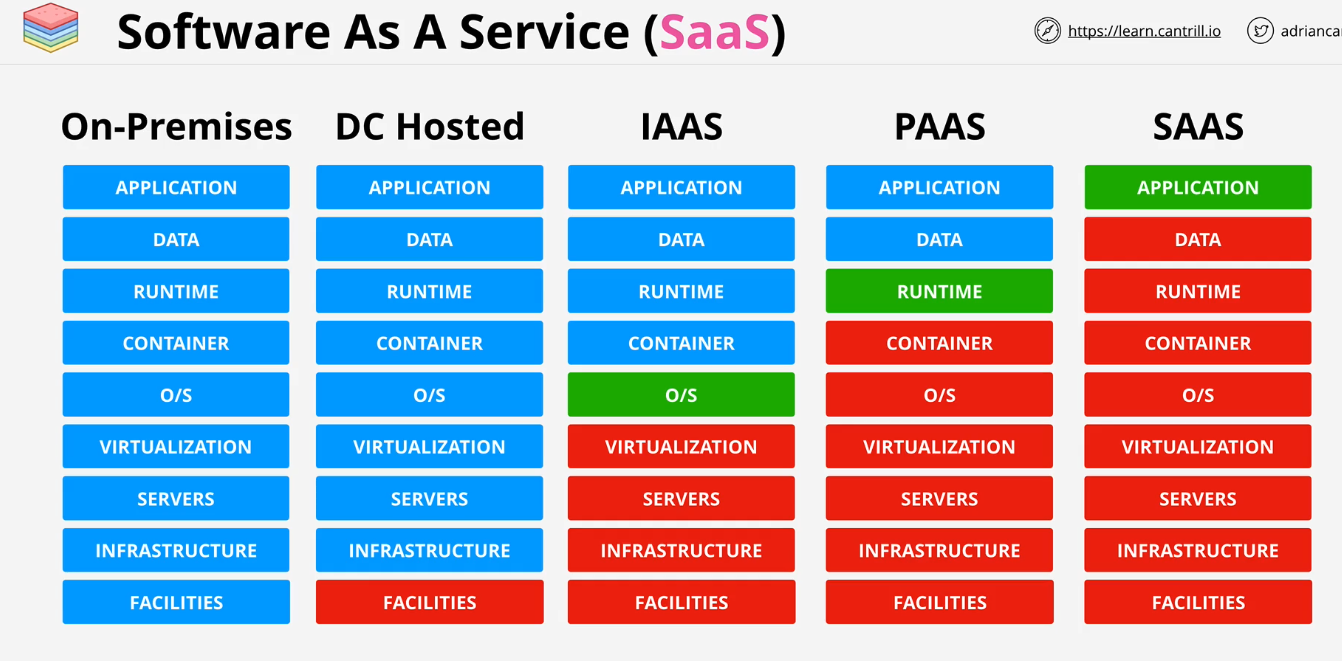 Software As A Service (SaaS)
https://learn.cantrill.io
adrianca
On-Premises DC Hosted IAAS PAAS SAAS
APPLICATION APPLICATION APPLICATION APPLICATION APPLICATION
DATA DATA DATA DATA DATA
RUNTIME RUNTIME RUNTIME RUNTIME RUNTIME
CONTAINER CONTAINER CONTAINER CONTAINER CONTAINER
O/S O/S O/S O/S O/S
VIRTUALIZATION VIRTUALIZATION VIRTUALIZATION VIRTUALIZATION VIRTUALIZATION
SERVERS SERVERS SERVERS SERVERS SERVERS
INFRASTRUCTURE INFRASTRUCTURE INFRASTRUCTURE INFRASTRUCTURE INFRASTRUCTURE
FACILITIES FACILITIES FACILITIES FACILITIES FACILITIES